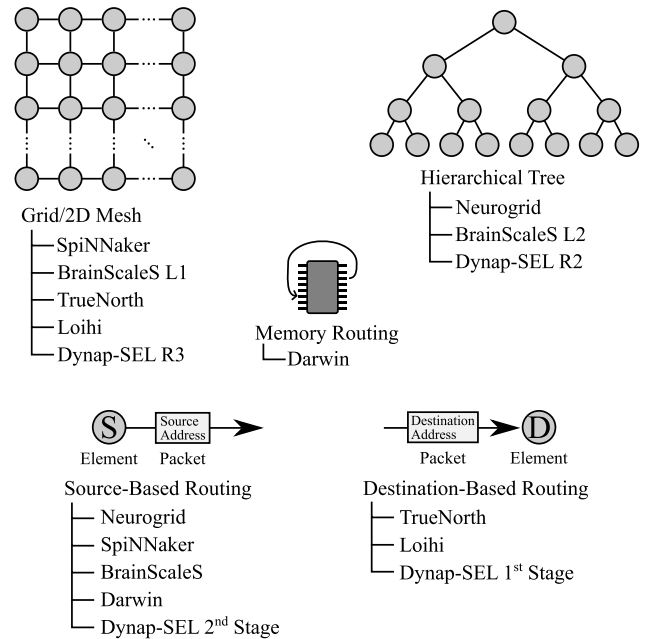 Grid/2D Mesh
SpiNNaker
BrainScaleS L1
TrueNorth
Loihi
Dynap-SEL R3
Hierarchical Tree
Neurogrid
BrainScaleS L2
Dynap-SEL R2
Memory Routing
Darwin
S
Source
Address
Element
Packet
Source-Based Routing
Neurogrid
SpiNNaker
BrainScaleS
Darwin
Dynap-SEL 2nd Stage
Destination
Address
D
Packet
Element
Destination-Based Routing
TrueNorth
Loihi
Dynap-SEL 1st Stage